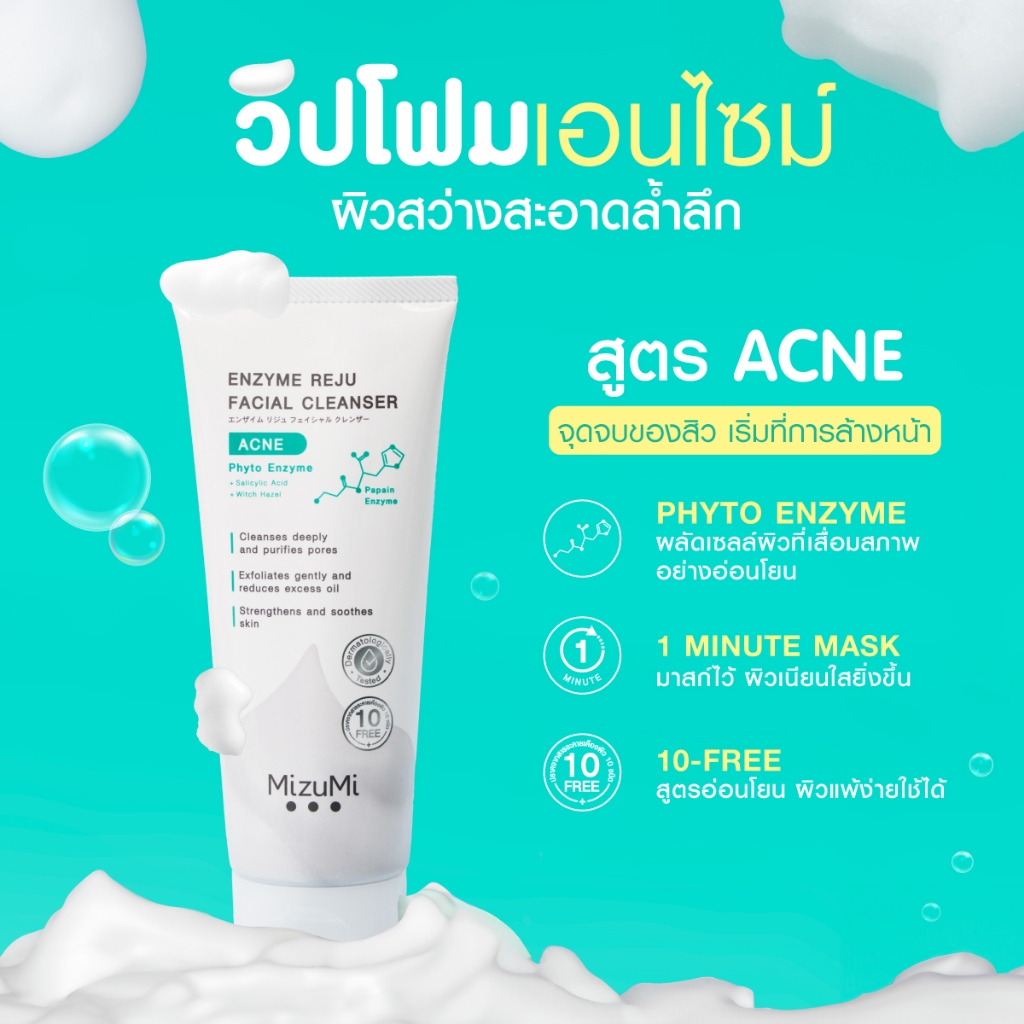 วิปโฟมเอนไซม์
ผิวสว่างสะอาดล้ำลึก
ENZYME REJU
FACIAL CLEANSER
エンザイム リジュ フェイシャル クレンザー
ACNE
Phyto Enzyme
+ Salicylic Acid
+ Witch Hazel
Papain
Enzyme
Cleanses deeply
and purifies pores
Exfoliates gently and
reduces excess oil
Strengthens and soothes
skin
Dermatologically
Tested
10
FREE
MizuMi
สูตร ACNE
จุดจบของสิว เริ่มที่การล้างหน้า
PHYTO ENZYME
ผลัดเซลล์ผิวที่เสื่อมสภาพ
อย่างอ่อนโยน
1
MINUTE
1 MINUTE MASK
มาสก์ไว้ ผิวเนียนใสยิ่งขึ้น
10
FREE
10-FREE
สูตรอ่อนโยน ผิวแพ้ง่ายใช้ได้